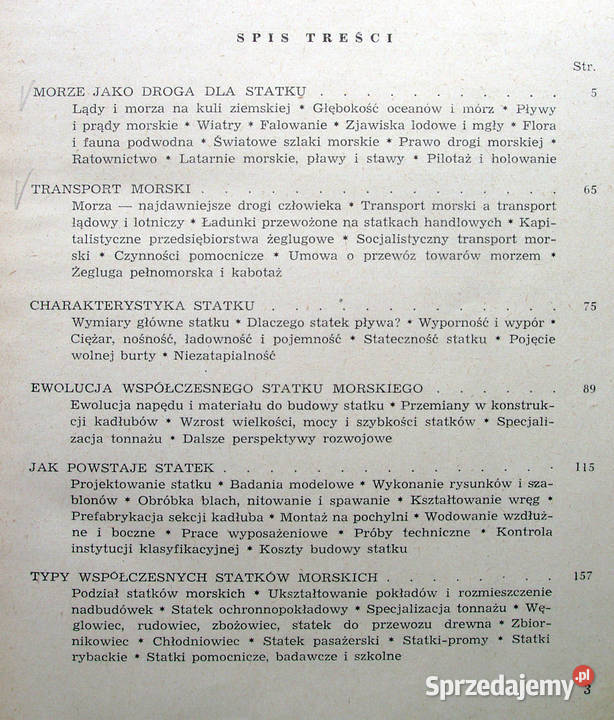 SPIS TREŚCI
Str.
MORZE JAKO DROGA DLA STATKU . . . . . . . . . . . 5
Lądy i morza na kuli ziemskiej * Głębokość oceanów i mórz * Pływy
i prądy morskie * Wiatry * Falowanie * Zjawiska lodowe i mgły * Flora
i fauna podwodna * Światowe szlaki morskie * Prawo drogi morskiej *
Ratownictwo * Latarnie morskie, pławy i stawy * Pilotaż i holowanie
TRANSPORT MORSKI . . . . . . . . . . . . . . . . 65
Morza — najdawniejsze drogi człowieka * Transport morski a transport
lądowy i lotniczy * Ładunki przewożone na statkach handlowych * Kapi-
talistyczne przedsiębiorstwa żeglugowe * Socjalistyczny transport mor-
ski * Czynności pomocnicze * Umowa o przewóz towarów morzem *
Żegluga pełnomorska i kabotaż
CHARAKTERYSTYKA STATKU . . . . . . . . . . . . . 75
Wymiary główne statku * Dlaczego statek pływa? * Wyporność i wypór *
Ciężar, nośność, ładowność i pojemność * Stateczność statku * Pojęcie
wolnej burty * Niezatapialność
EWOLUCJA WSPÓŁCZESNEGO STATKU MORSKIEGO . . . . . . 89
Ewolucja napędu i materiału do budowy statku * Przemiany w konstruk-
cji kadłubów * Wzrost wielkości, mocy i szybkości statków * Specjali-
zacja tonnażu * Dalsze perspektywy rozwojowe
JAK POWSTAJE STATEK . . . . . . . . . . . . . . . 115
Projektowanie statku * Badania modelowe * Wykonanie rysunków i sza-
blonów * Obróbka blach, nitowanie i spawanie * Kształtowanie wręg *
Prefabrykacja sekcji kadłuba * Montaż na pochylni * Wodowanie wzdłuż-
ne i boczne * Prace wyposażeniowe * Próby techniczne * Kontrola
instytucji klasyfikacyjnej * Koszty budowy statku
TYPY WSPÓŁCZESNYCH STATKÓW MORSKICH . . . . . . . . 157
Podział statków morskich * Ukształtowanie pokładów i rozmieszczenie
nadbudówek * Statek ochronnopokładowy * Specjalizacja tonnażu * Wę-
glowiec, rudowiec, zbożowiec, statek do przewozu drewna * Zbior-
nikowiec * Chłodniowiec * Statek pasażerski * Statki-promy * Statki
rybackie * Statki pomocnicze, badawcze i szkolne
3
Sprzedajemy.pl